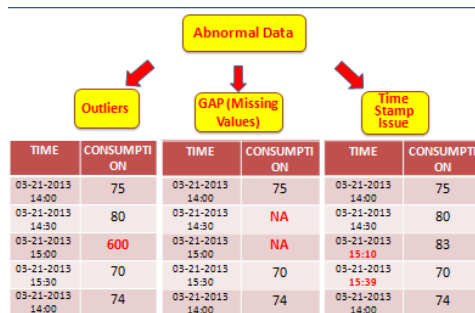 Abnormal Data
Outliers
GAP (Missing
Values)
Time
Stamp
Issue
TIME CONSUMPTI
ON
03-21-2013
14:00 75
03-21-2013
14:30 80
03-21-2013
15:00 600
03-21-2013
15:30 70
03-21-2013
14:00 74
TIME CONSUMPTI
ON
03-21-2013
14:00 75
03-21-2013
14:30 NA
03-21-2013
15:00 NA
03-21-2013
15:30 70
03-21-2013
14:00 74
TIME CONSUMPTI
ON
03-21-2013
14:00 75
03-21-2013
14:30 80
03-21-2013
15:10 83
03-21-2013
15:39 70
03-21-2013
14:00 74